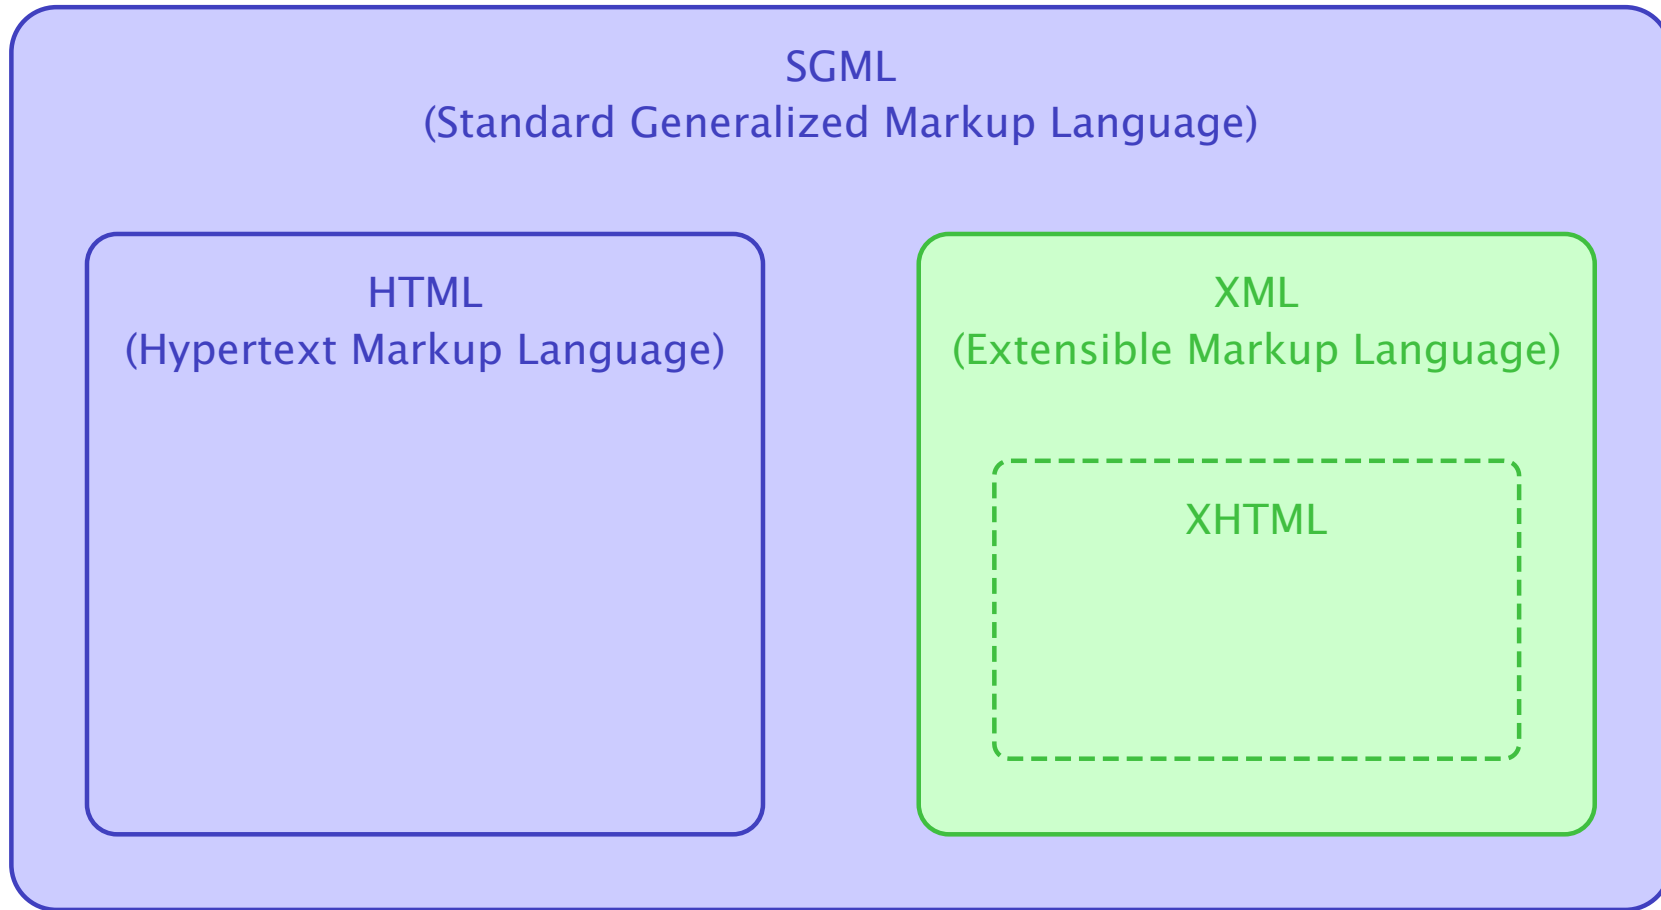 SGML
(Standard Generalized Markup Language)
HTML
(Hypertext Markup Language)
XML
(Extensible Markup Language)
XHTML